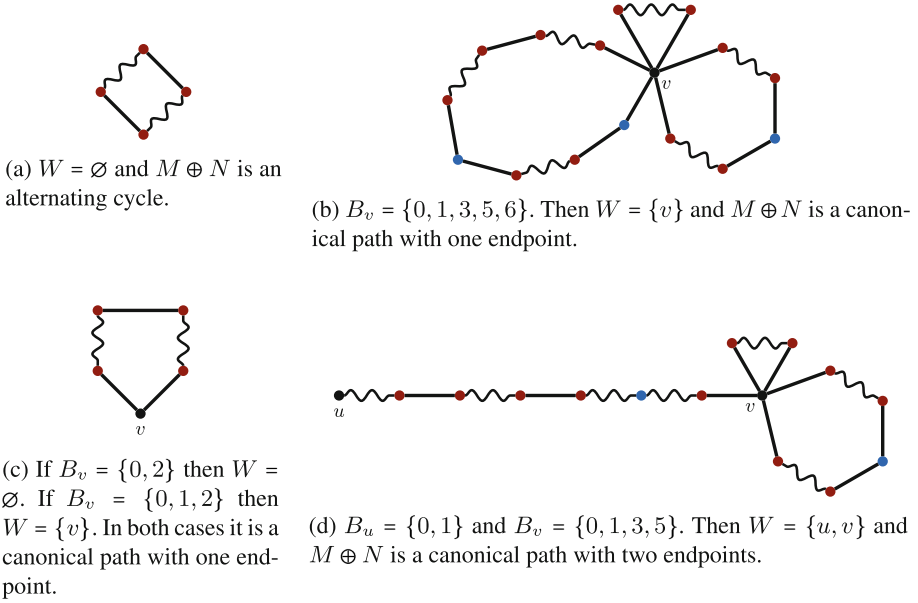 v
(a) W = ∅ and M ⊕ N is an
alternating cycle.
(b) B_v = {0, 1, 3, 5, 6}. Then W = {v} and M ⊕ N is a canon-
ical path with one endpoint.
v
(c) If B_v = {0, 2} then W =
∅. If B_v = {0, 1, 2} then
W = {v}. In both cases it is a
canonical path with one end-
point.
u
v
(d) B_u = {0, 1} and B_v = {0, 1, 3, 5}. Then W = {u, v} and
M ⊕ N is a canonical path with two endpoints.